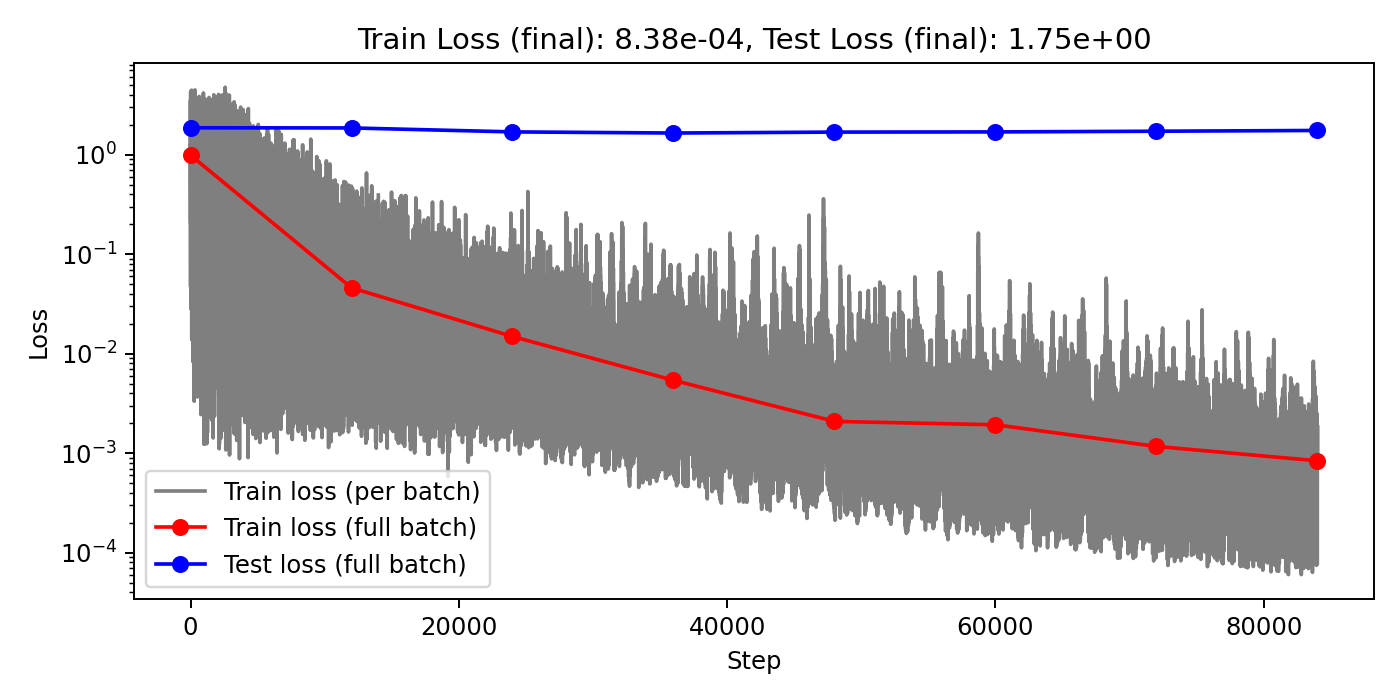 Train Loss (final): 8.38e-04, Test Loss (final): 1.75e+00
Loss
10⁰
10⁻¹
10⁻²
10⁻³
10⁻⁴
Train loss (per batch)
Train loss (full batch)
Test loss (full batch)
0 20000 40000 60000 80000
Step